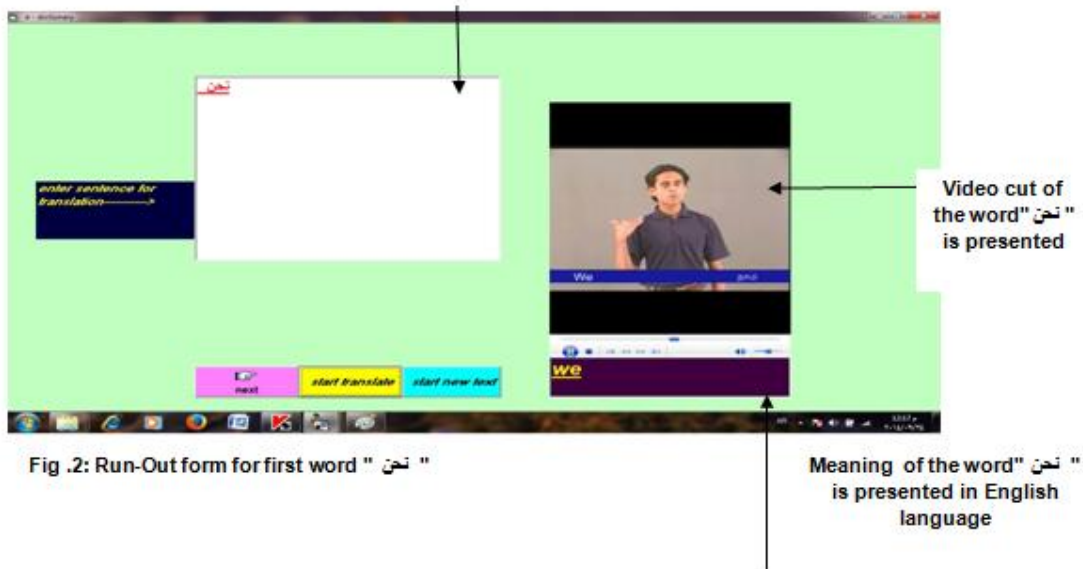 e - dictionary
نحن
enter sentence for
translation---------->
We نحن
we
next
start translate
start new text
Video cut of
the word" نحن "
is presented
Fig .2: Run-Out form for first word " نحن "
Meaning of the word" نحن "
is presented in English
language